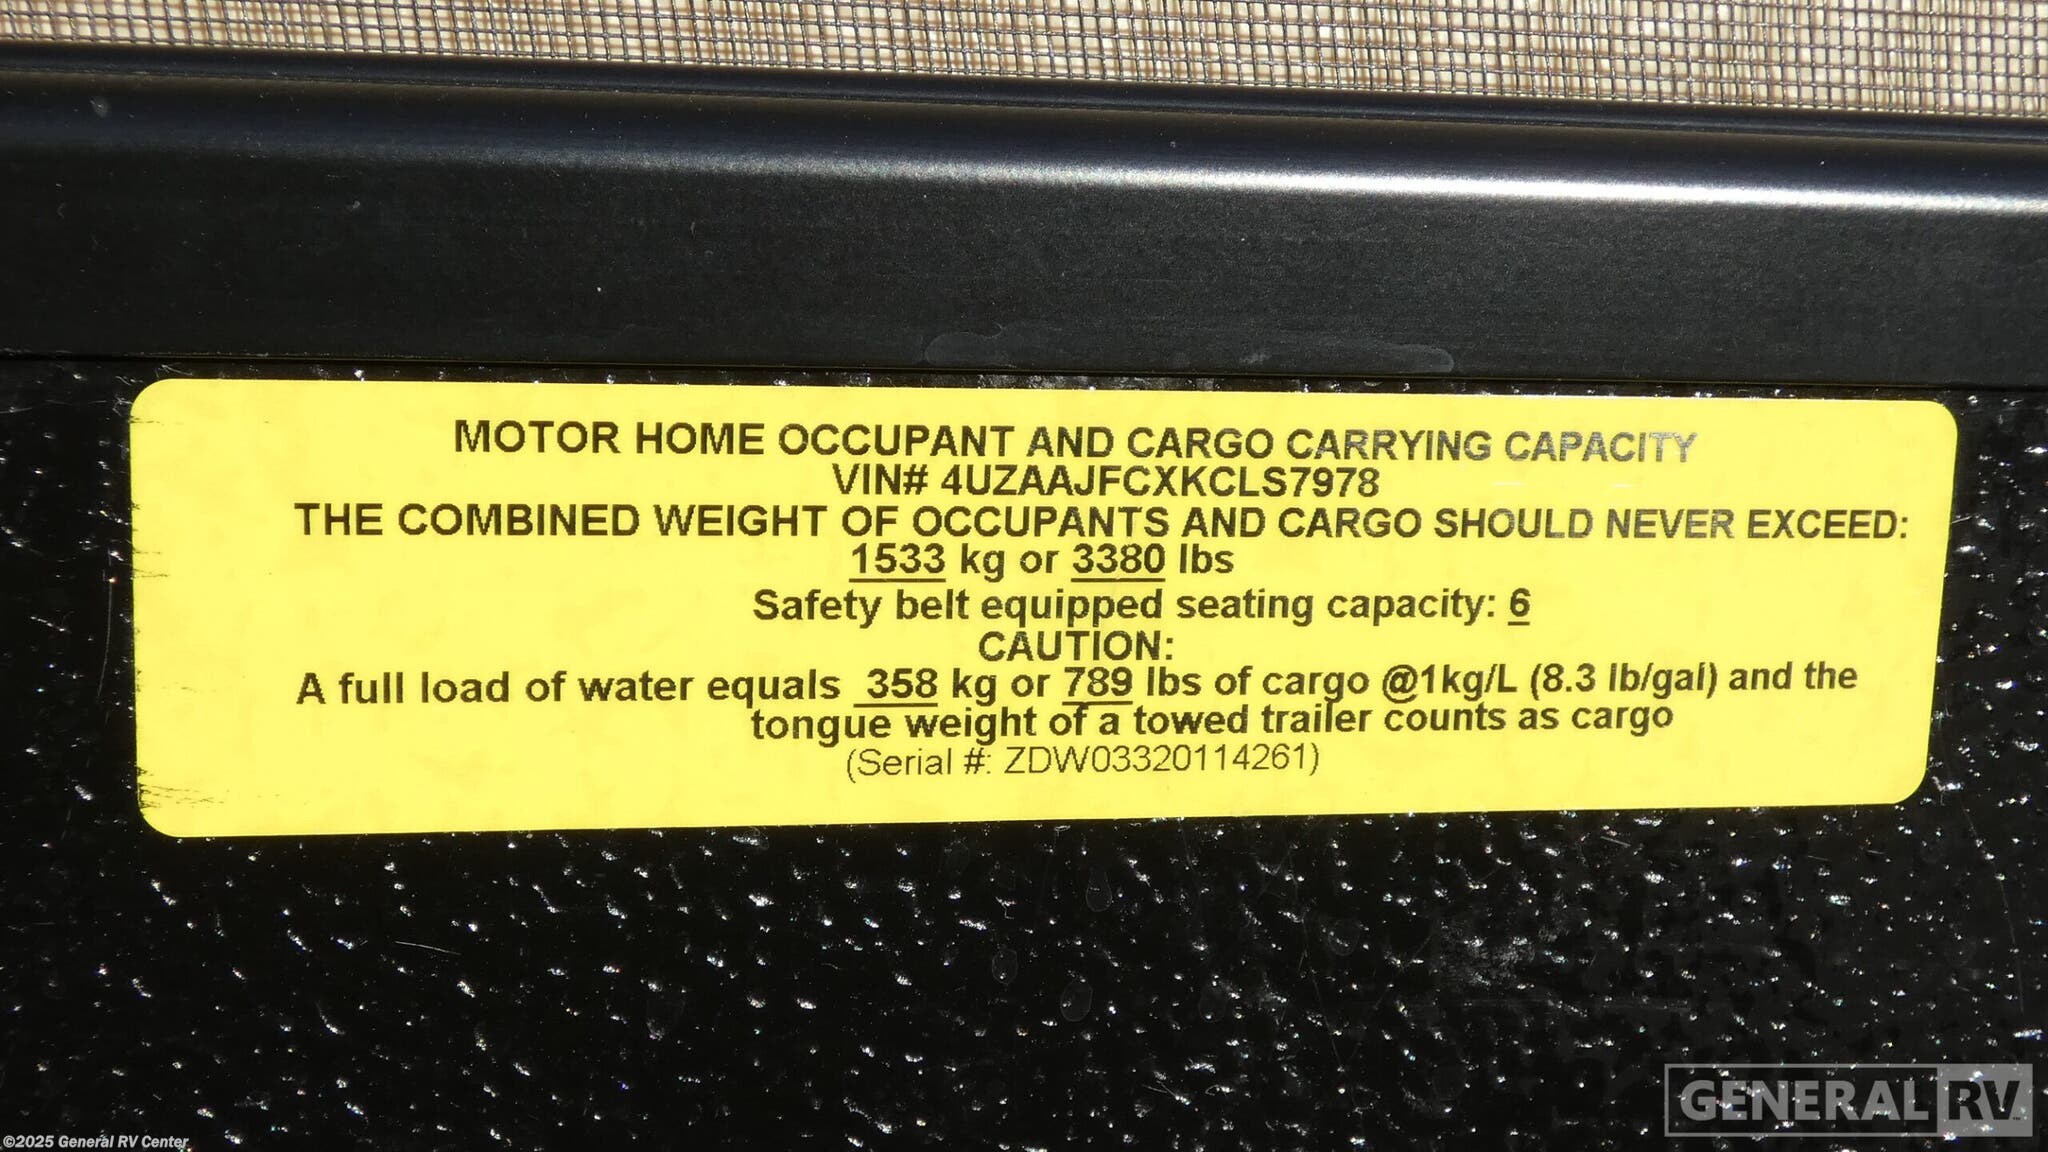 MOTOR HOME OCCUPANT AND CARGO CARRYING CAPACITY
VIN# 4UZAAJFCXKCLS7978
THE COMBINED WEIGHT OF OCCUPANTS AND CARGO SHOULD NEVER EXCEED:
1533 kg or 3380 lbs
Safety belt equipped seating capacity: 6
CAUTION:
A full load of water equals 358 kg or 789 lbs of cargo @1kg/L (8.3 lb/gal) and the
tongue weight of a towed trailer counts as cargo
(Serial #: ZDW03320114261)
GENERAL RV
©2025 General RV Center